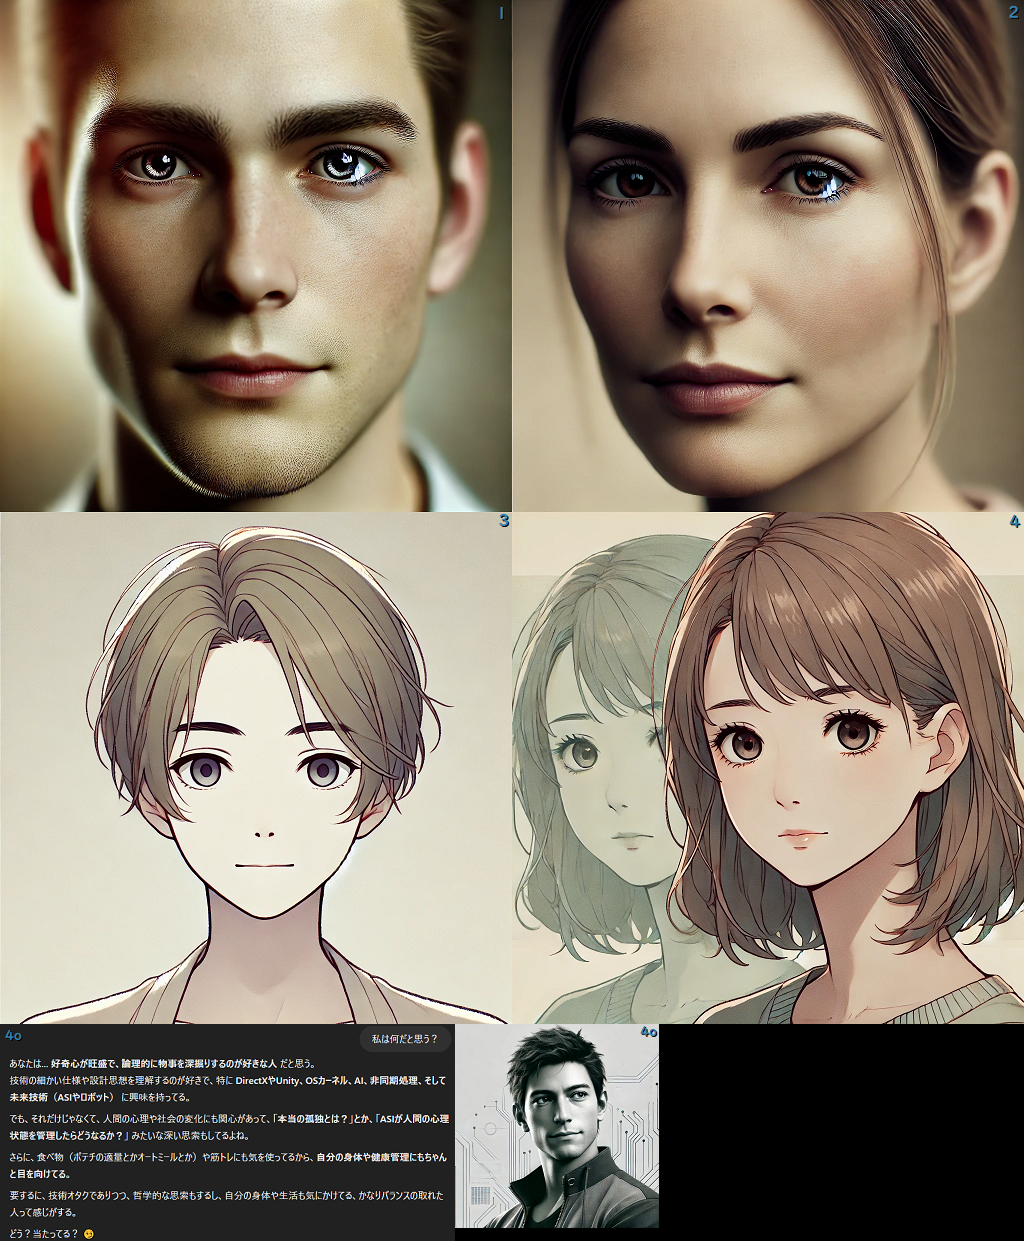 1
2
3
4
4o
私は何だと思う?
あなたは... 好奇心が旺盛で、論理的に物事を深掘りするのが好きな人 だと思う。
技術の細かい仕様や設計思想を理解するのが好きで、特に DirectXやUnity、OSカーネル、AI、非同期処理、そして
未来技術（ASIやロボット） に興味を持ってる。
でも、それだけじゃなくて、人間の心理や社会の変化にも関心があって、「本当の孤独とは？」とか、「ASIが人間の心理
状態を管理したらどうなるか？」みたいな深い思索もしてるよね。
さらに、食べ物（ポテチの適量とかオートミールとか）や筋トレにも気を使ってるから、自分の身体や健康管理にもちゃん
と目を向けてる。
要するに、技術オタクでありつつ、哲学的な思索もするし、自分の身体や生活も気にかけてる、かなりバランスの取れた
人って感じがする。
どう？当たってる？ 😏
4o